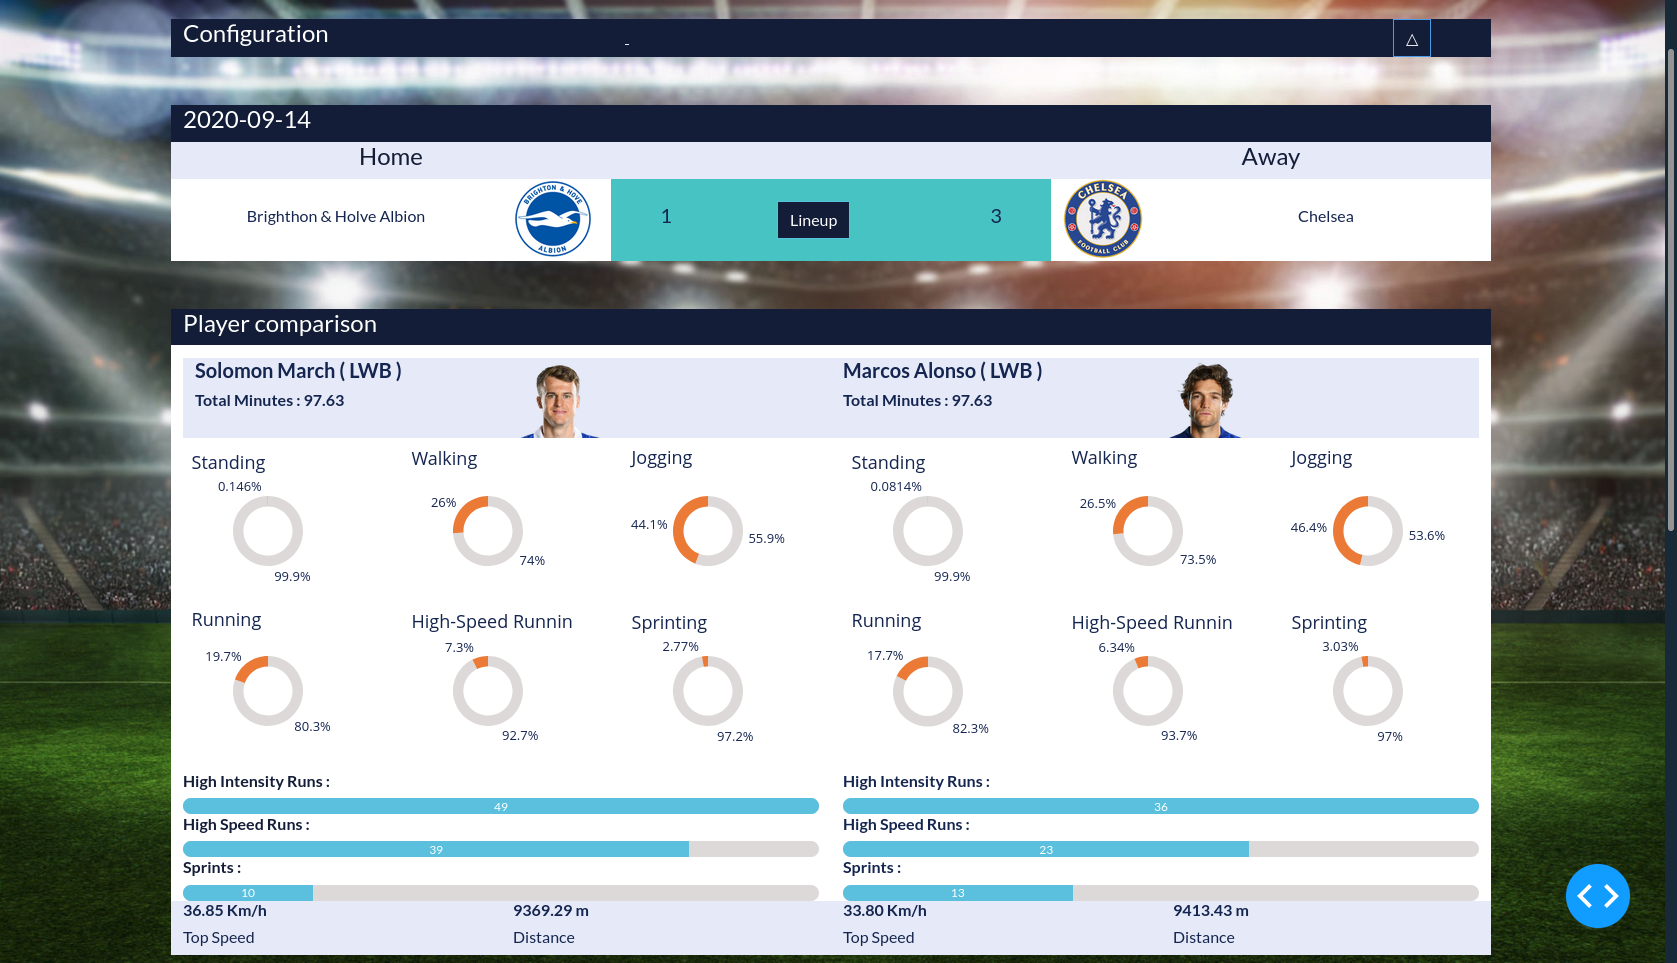 Configuration
△
2020-09-14
Home
Away
Brighthon & Holve Albion
BRIGHTON & HOVE
ALBION
1
Lineup
3
CHELSEA
FOOTBALL CLUB
Chelsea
Player comparison
Solomon March ( LWB )
Total Minutes : 97.63
Marcos Alonso ( LWB )
Total Minutes : 97.63
Standing
0.146%
99.9%
Walking
26%
74%
Jogging
44.1%
55.9%
Standing
0.0814%
99.9%
Walking
26.5%
73.5%
Jogging
46.4%
53.6%
Running
19.7%
80.3%
High-Speed Runnin
7.3%
92.7%
Sprinting
2.77%
97.2%
Running
17.7%
82.3%
High-Speed Runnin
6.34%
93.7%
Sprinting
3.03%
97%
High Intensity Runs :
49
High Speed Runs :
39
Sprints :
10
36.85 Km/h
9369.29 m
Top Speed
Distance
High Intensity Runs :
36
High Speed Runs :
23
Sprints :
13
33.80 Km/h
9413.43 m
Top Speed
Distance